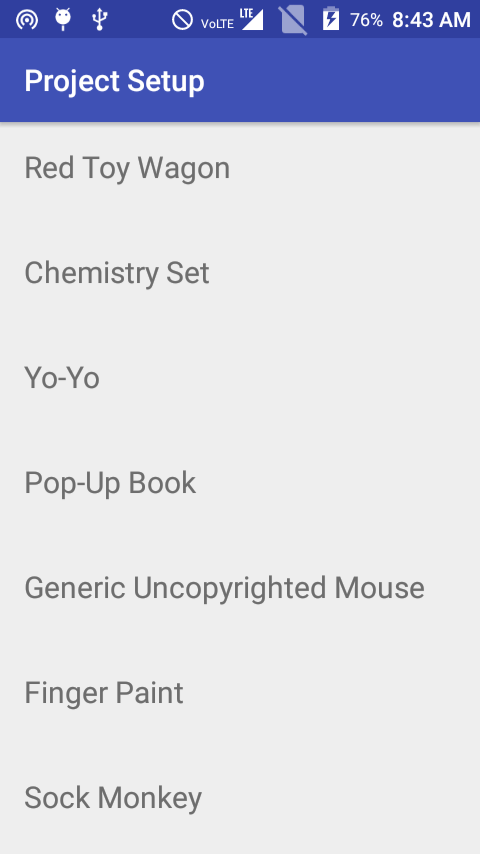 VoLTE LTE 76% 8:43 AM
Project Setup
Red Toy Wagon
Chemistry Set
Yo-Yo
Pop-Up Book
Generic Uncopyrighted Mouse
Finger Paint
Sock Monkey